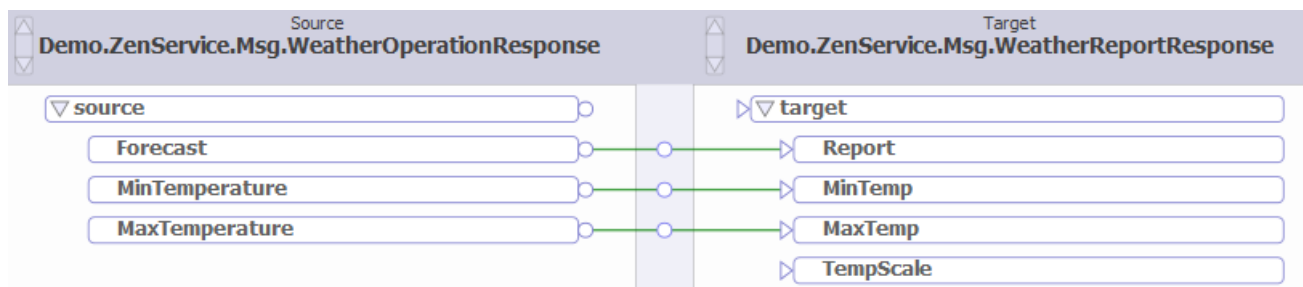 Source
Demo.ZenService.Msg.WeatherOperationResponse
Target
Demo.ZenService.Msg.WeatherReportResponse
source
target
Forecast
Report
MinTemperature
MinTemp
MaxTemperature
MaxTemp
TempScale